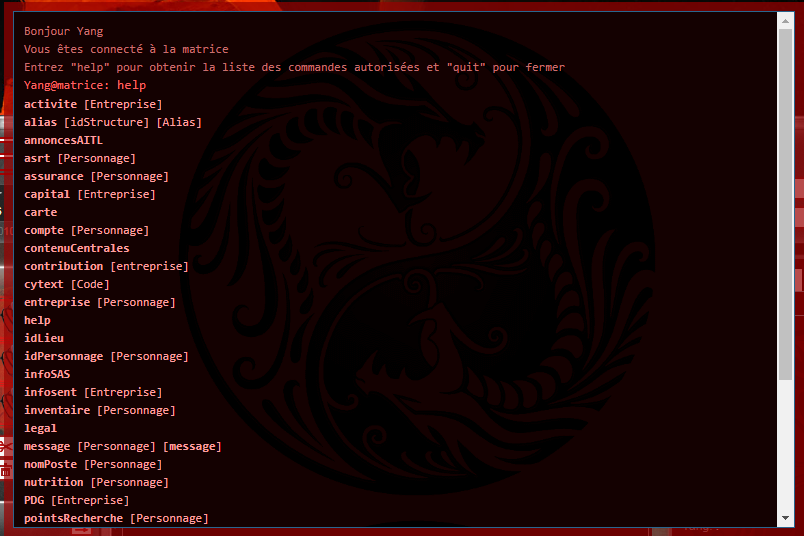 Bonjour Yang
Vous êtes connecté à la matrice
Entrez "help" pour obtenir la liste des commandes autorisées et "quit" pour fermer
Yang@matrice: help
activite [Entreprise]
alias [idStructure] [Alias]
annoncesAITL
asrt [Personnage]
assurance [Personnage]
capital [Entreprise]
carte
compte [Personnage]
contenuCentrales
contribution [entreprise]
cytext [Code]
entreprise [Personnage]
help
idLieu
idPersonnage [Personnage]
infoSAS
infosent [Entreprise]
inventaire [Personnage]
legal
message [Personnage] [message]
nomPoste [Personnage]
nutrition [Personnage]
PDG [Entreprise]
pointsRecherche [Personnage]